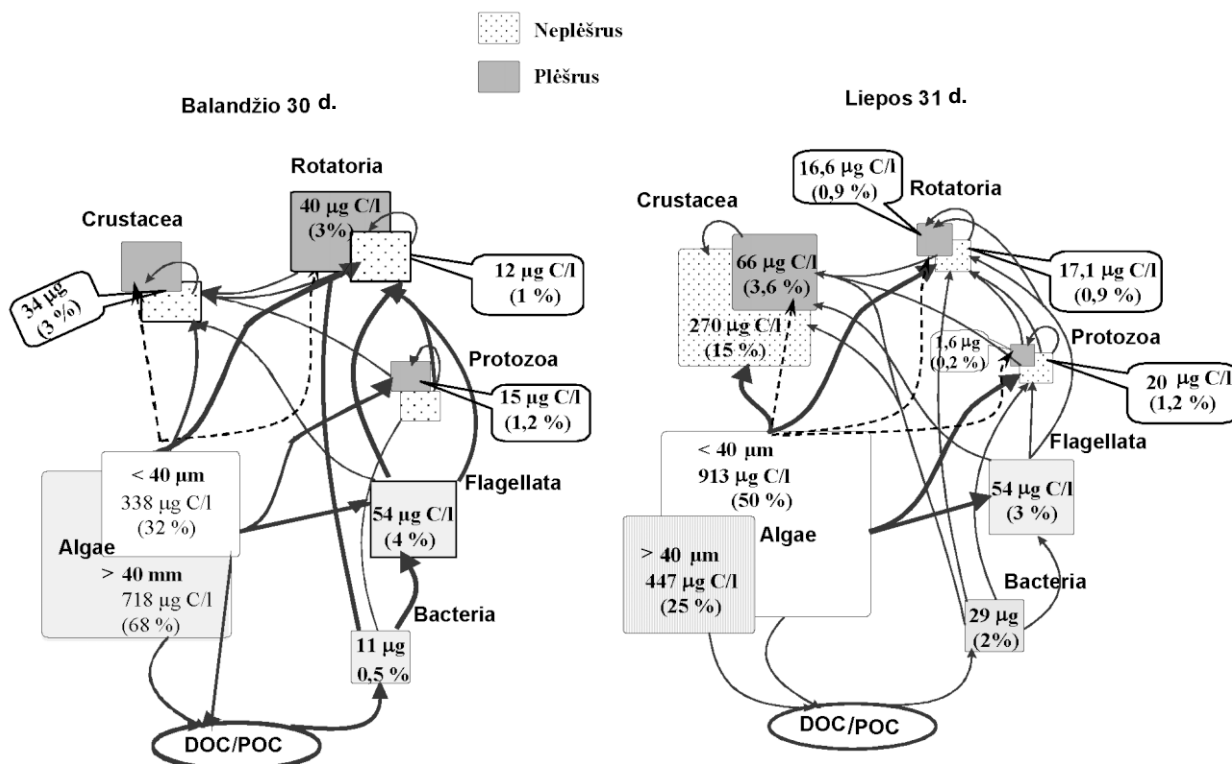 Neplėšrus
Plėšrus
Balandžio 30 d.
Rotatoria
40 µg C/l
(3%)
Crustacea
34 µg
(3 %)
12 µg C/l
(1 %)
Protozoa
15 µg C/l
(1,2 %)
< 40 µm
338 µg C/l
(32 %)
Algae
> 40 mm
718 µg C/l
(68 %)
Flagellata
54 µg C/l
(4 %)
Bacteria
11 µg
0,5 %
DOC/POC
Liepos 31 d.
16,6 µg C/l
(0,9 %)
Rotatoria
Crustacea
66 µg C/l
(3,6 %)
270 µg C/l
(15 %)
17,1 µg C/l
(0,9 %)
Protozoa
1,6 µg
(0,2 %)
20 µg C/l
(1,2 %)
< 40 µm
913 µg C/l
(50 %)
Algae
> 40 µm
447 µg C/l
(25 %)
Flagellata
54 µg C/l
(3 %)
Bacteria
29 µg
(2%)
DOC/POC